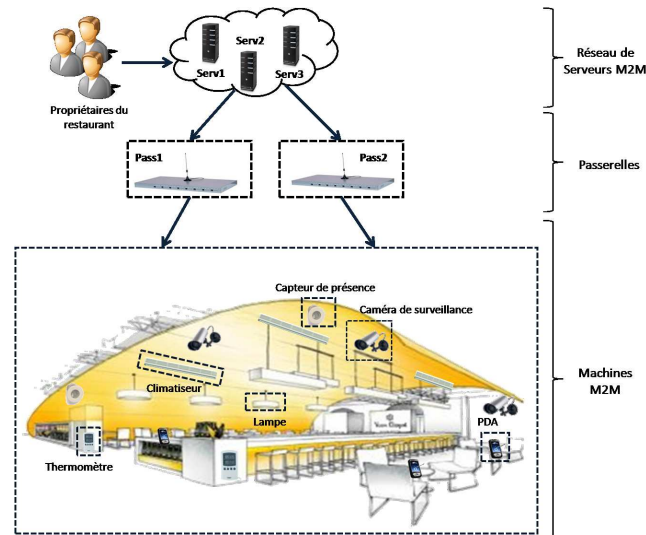 Serv2
Serv1
Serv3
Propriétaires du
restaurant
Réseau de
Serveurs M2M
Pass1
Pass2
Passerelles
Capteur de présence
Caméra de surveillance
Climatiseur
Lampe
PDA
Thermomètre
Machines
M2M